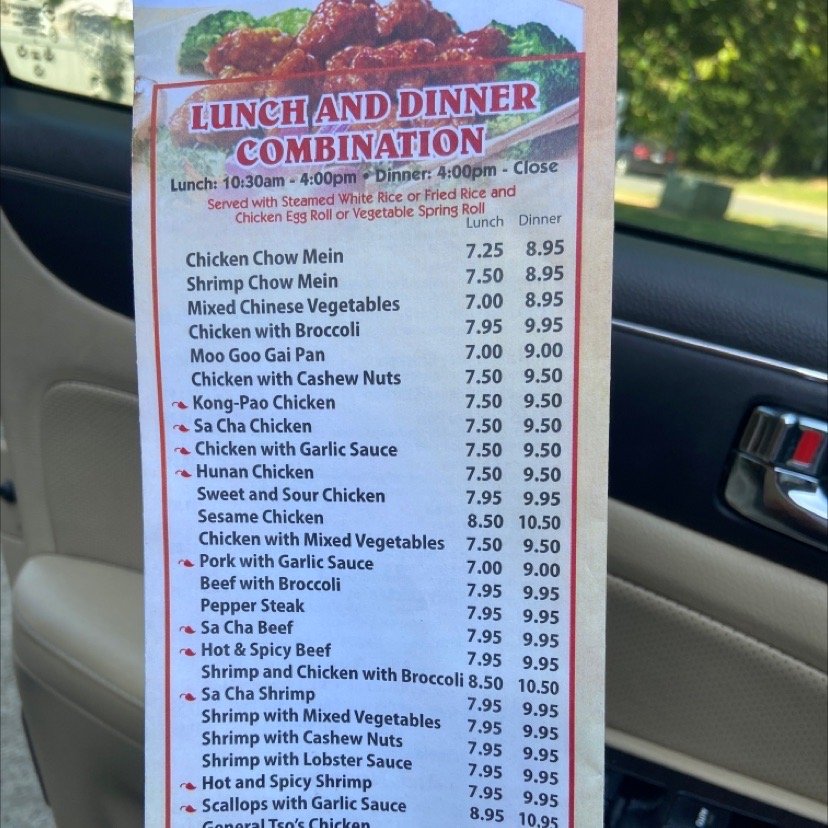 LUNCH AND DINNER
COMBINATION
Lunch: 10:30am - 4:00pm • Dinner: 4:00pm - Close
Served with Steamed White Rice or Fried Rice and
Chicken Egg Roll or Vegetable Spring Roll
Lunch Dinner
Chicken Chow Mein 7.25 8.95
Shrimp Chow Mein 7.50 8.95
Mixed Chinese Vegetables 7.00 8.95
Chicken with Broccoli 7.95 9.95
Moo Goo Gai Pan 7.00 9.00
Chicken with Cashew Nuts 7.50 9.50
Kong-Pao Chicken 7.50 9.50
Sa Cha Chicken 7.50 9.50
Chicken with Garlic Sauce 7.50 9.50
Hunan Chicken 7.50 9.50
Sweet and Sour Chicken 7.95 9.95
Sesame Chicken 8.50 10.50
Chicken with Mixed Vegetables 7.50 9.50
Pork with Garlic Sauce 7.00 9.00
Beef with Broccoli 7.95 9.95
Pepper Steak 7.95 9.95
Sa Cha Beef 7.95 9.95
Hot & Spicy Beef 7.95 9.95
Shrimp and Chicken with Broccoli 8.50 10.50
Sa Cha Shrimp 7.95 9.95
Shrimp with Mixed Vegetables 7.95 9.95
Shrimp with Cashew Nuts 7.95 9.95
Shrimp with Lobster Sauce 7.95 9.95
Hot and Spicy Shrimp 7.95 9.95
Scallops with Garlic Sauce 8.95 10.95
General Tso's Chicken